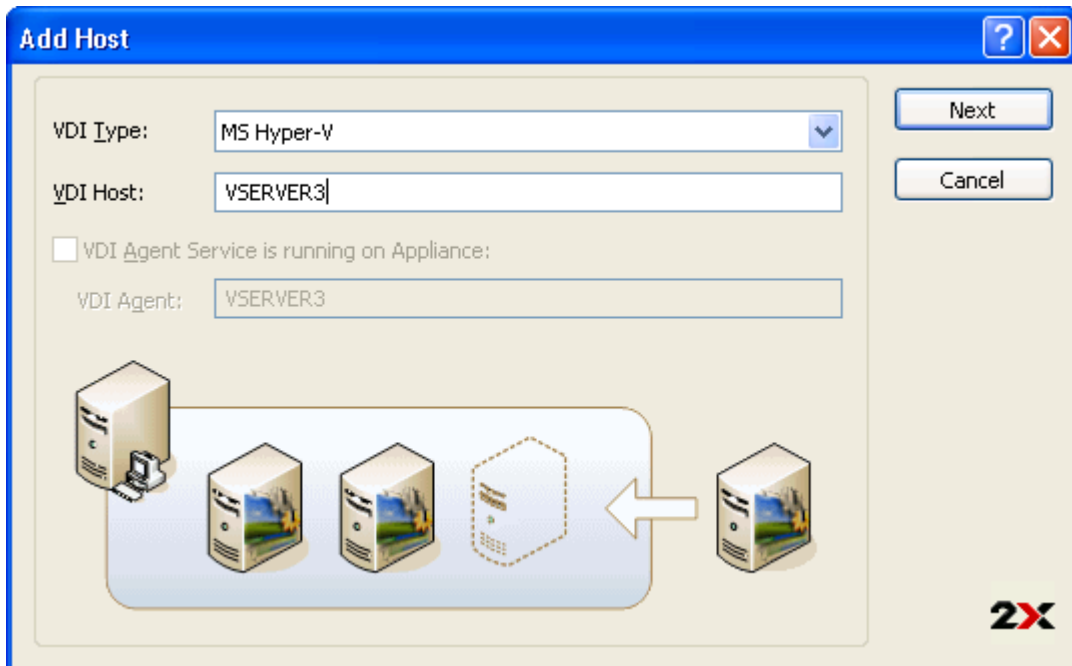 Add Host
VDI Type: MS Hyper-V Next
VDI Host: VSERVER3 Cancel
VDI Agent Service is running on Appliance:
VDI Agent: VSERVER3
2X